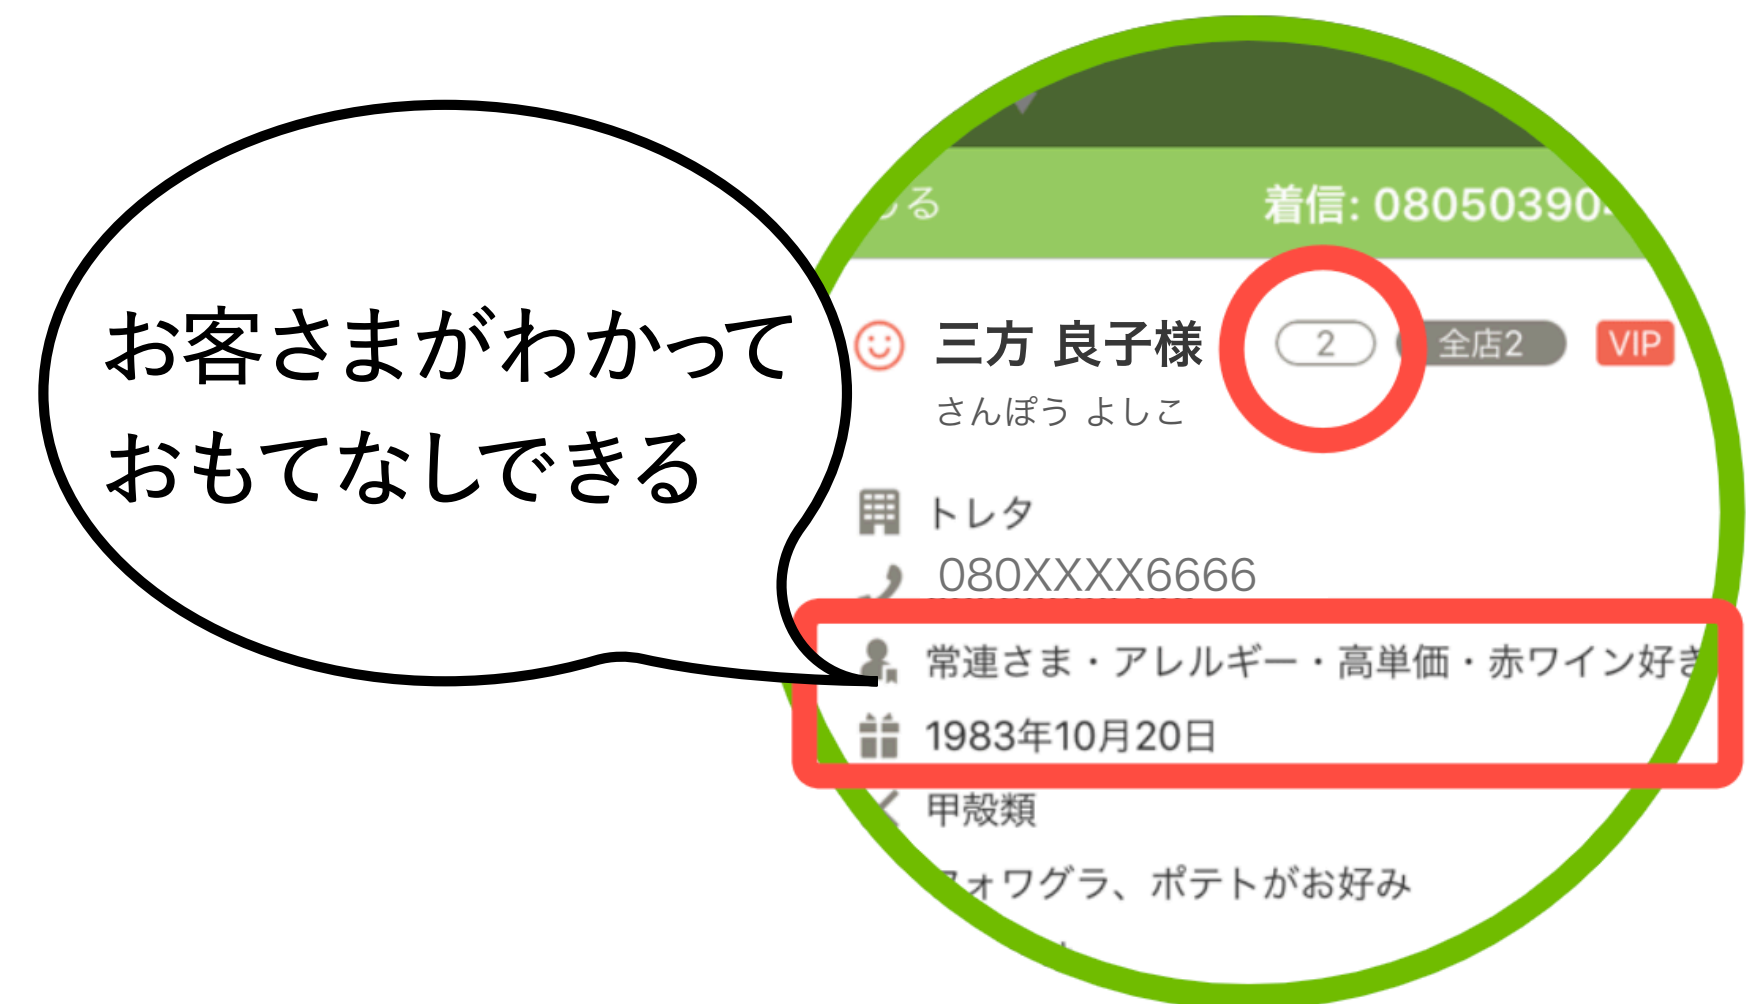 お客さまがわかって
おもてなしできる
る
着信: 080503904
三方 良子様 2 全店2 VIP
さんぽう よしこ
トレタ
080XXXX6666
常連さま・アレルギー・高単価・赤ワイン好き
1983年10月20日
甲殻類
フォワグラ、ポテトがお好み